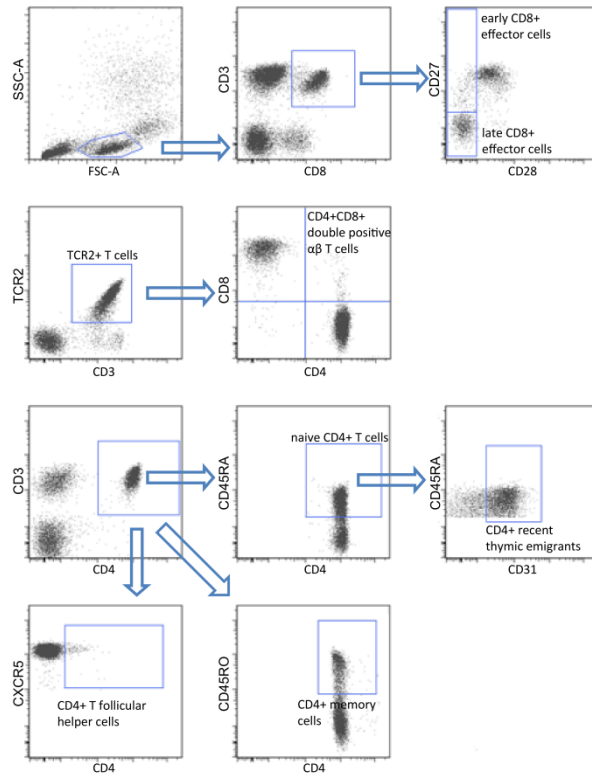 SSC-A
FSC-A
CD3
CD8
CD27
early CD8+
effector cells
late CD8+
effector cells
CD28
TCR2
TCR2+ T cells
CD3
CD8
CD4+CD8+
double positive
αβ T cells
CD4
CD3
CD4
CD45RA
naive CD4+ T cells
CD4
CD45RA
CD4+ recent
thymic emigrants
CD31
CXCR5
CD4+ T follicular
helper cells
CD4
CD45RO
CD4+ memory
cells
CD4